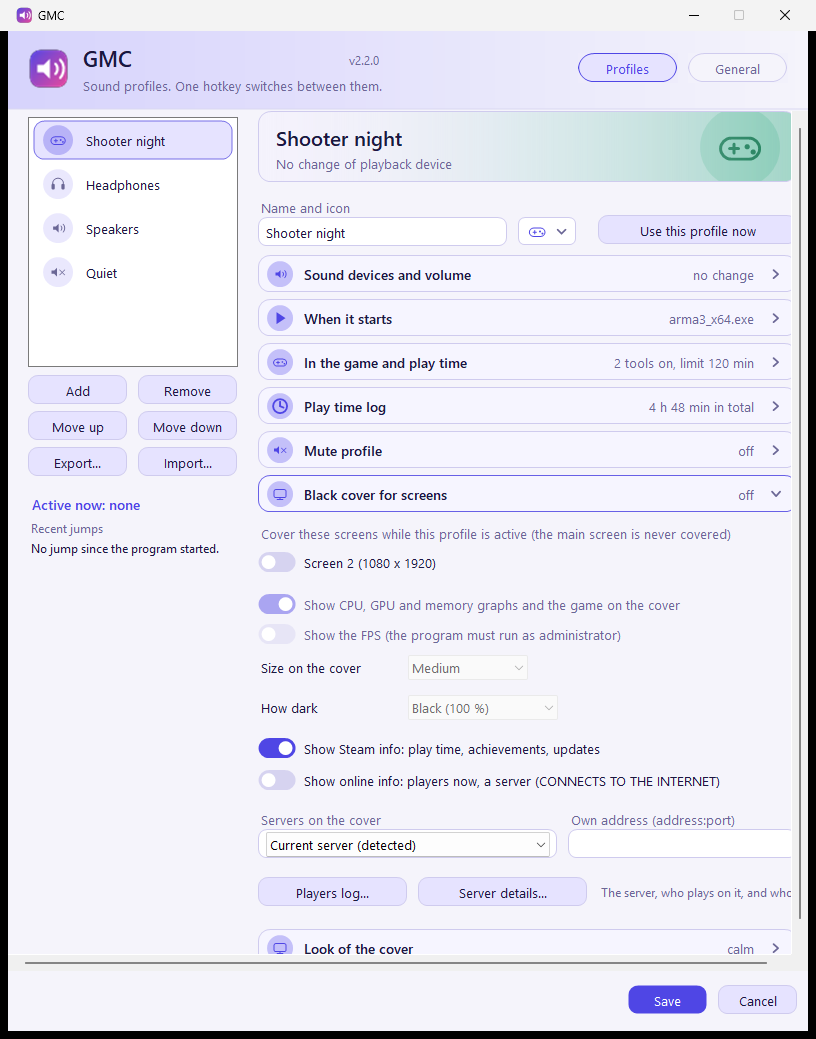 GMC
GMC
v2.2.0
Sound profiles. One hotkey switches between them.
Profiles
General
Shooter night
Headphones
Speakers
Quiet
Add
Remove
Move up
Move down
Export...
Import...
Active now: none
Recent jumps
No jump since the program started.
Shooter night
No change of playback device
Name and icon
Shooter night
Use this profile now
Sound devices and volume
no change
When it starts
arma3_x64.exe
In the game and play time
2 tools on, limit 120 min
Play time log
4 h 48 min in total
Mute profile
off
Black cover for screens
off
Cover these screens while this profile is active (the main screen is never covered)
Screen 2 (1080 x 1920)
Show CPU, GPU and memory graphs and the game on the cover
Show the FPS (the program must run as administrator)
Size on the cover
Medium
How dark
Black (100 %)
Show Steam info: play time, achievements, updates
Show online info: players now, a server (CONNECTS TO THE INTERNET)
Servers on the cover
Own address (address:port)
Current server (detected)
Players log...
Server details...
The server, who plays on it, and who
Look of the cover
calm
Save
Cancel